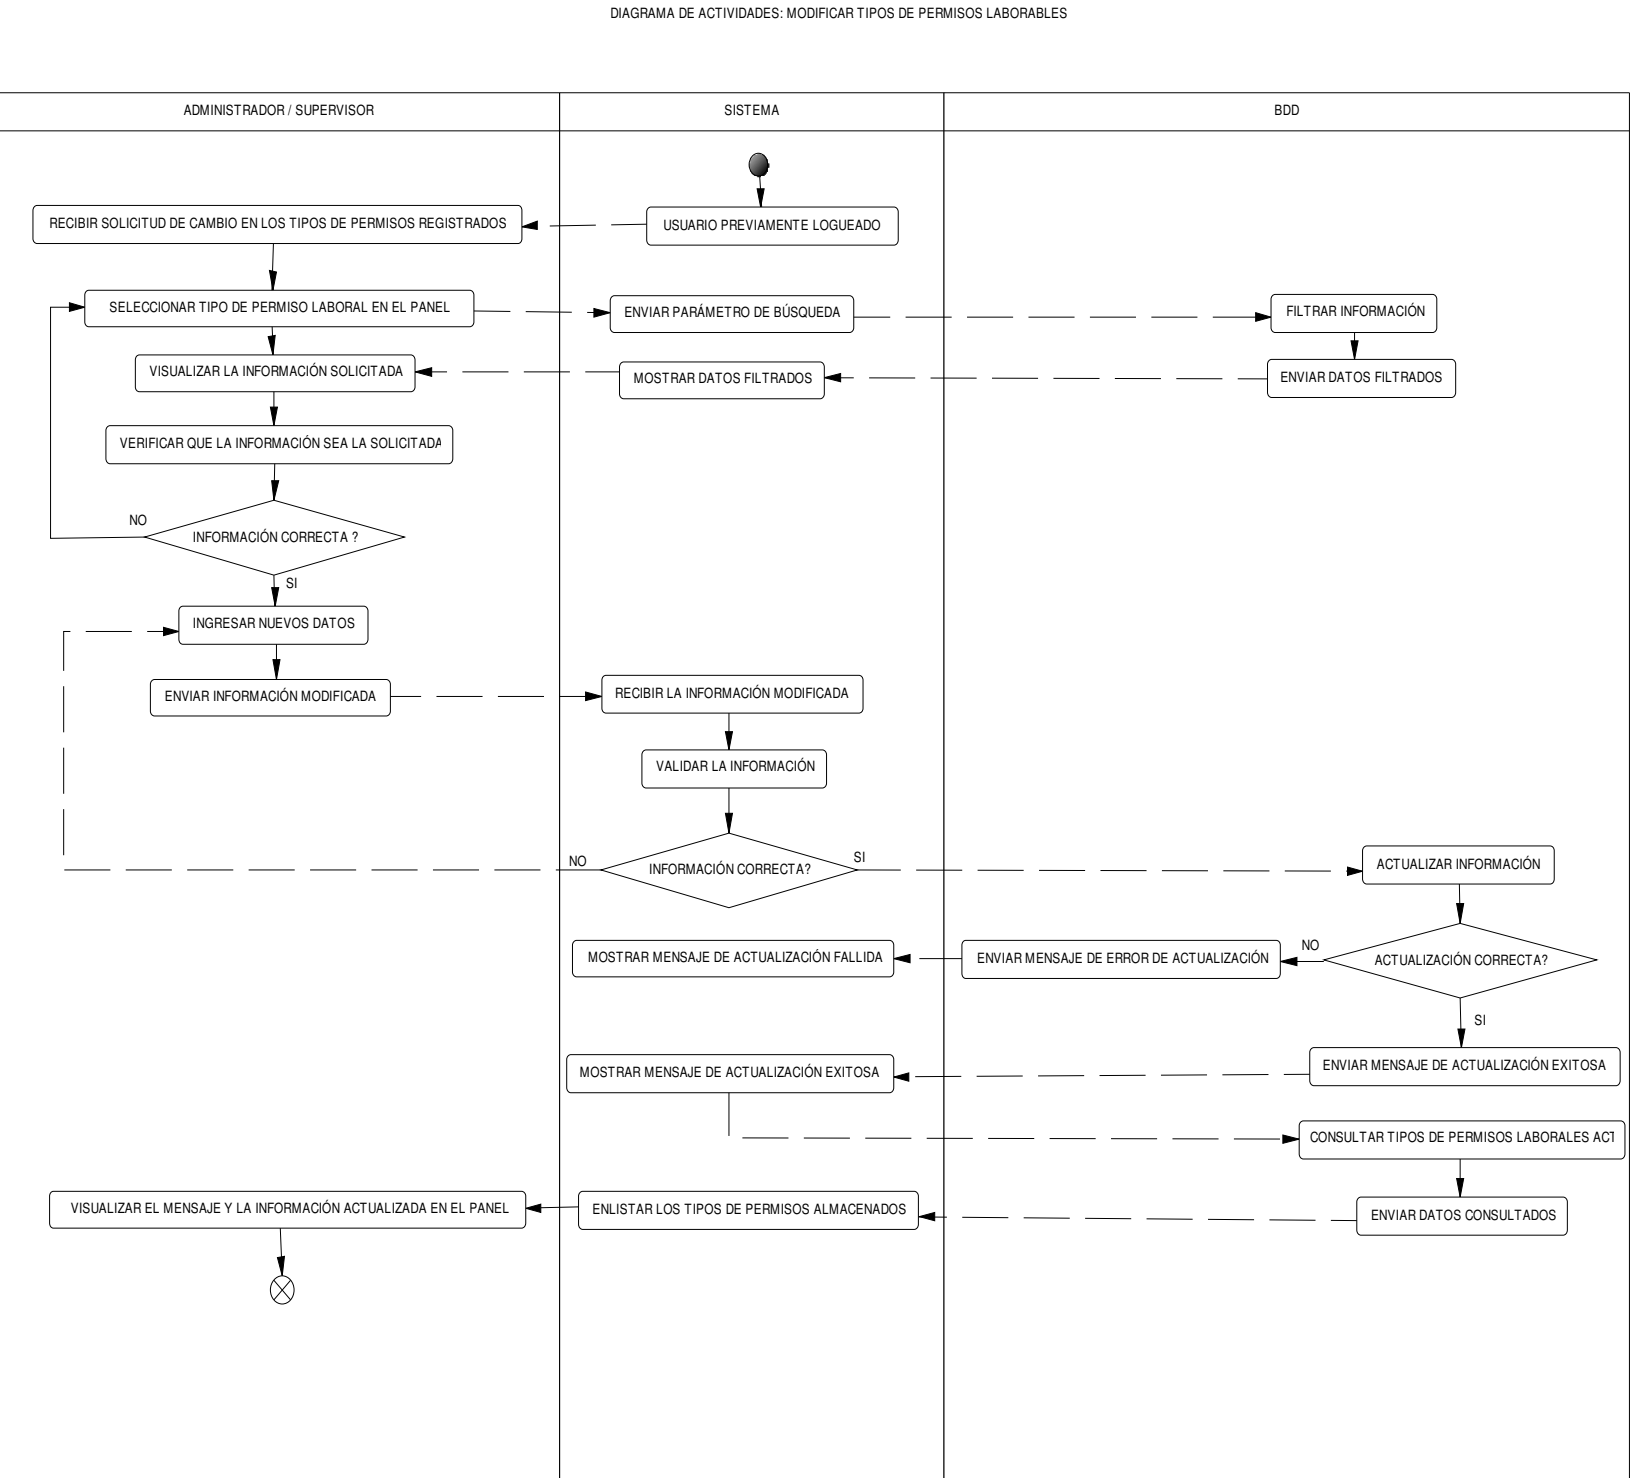 DIAGRAMA DE ACTIVIDADES: MODIFICAR TIPOS DE PERMISOS LABORABLES
ADMINISTRADOR / SUPERVISOR
SISTEMA
BDD
RECIBIR SOLICITUD DE CAMBIO EN LOS TIPOS DE PERMISOS REGISTRADOS
USUARIO PREVIAMENTE LOGUEADO
SELECCIONAR TIPO DE PERMISO LABORAL EN EL PANEL
ENVIAR PARÁMETRO DE BÚSQUEDA
FILTRAR INFORMACIÓN
VISUALIZAR LA INFORMACIÓN SOLICITADA
MOSTRAR DATOS FILTRADOS
ENVIAR DATOS FILTRADOS
VERIFICAR QUE LA INFORMACIÓN SEA LA SOLICITADA
NO
INFORMACIÓN CORRECTA ?
SI
INGRESAR NUEVOS DATOS
ENVIAR INFORMACIÓN MODIFICADA
RECIBIR LA INFORMACIÓN MODIFICADA
VALIDAR LA INFORMACIÓN
NO
INFORMACIÓN CORRECTA?
SI
ACTUALIZAR INFORMACIÓN
MOSTRAR MENSAJE DE ACTUALIZACIÓN FALLIDA
ENVIAR MENSAJE DE ERROR DE ACTUALIZACIÓN
NO
ACTUALIZACIÓN CORRECTA?
SI
MOSTRAR MENSAJE DE ACTUALIZACIÓN EXITOSA
ENVIAR MENSAJE DE ACTUALIZACIÓN EXITOSA
CONSULTAR TIPOS DE PERMISOS LABORALES ACT
VISUALIZAR EL MENSAJE Y LA INFORMACIÓN ACTUALIZADA EN EL PANEL
ENLISTAR LOS TIPOS DE PERMISOS ALMACENADOS
ENVIAR DATOS CONSULTADOS